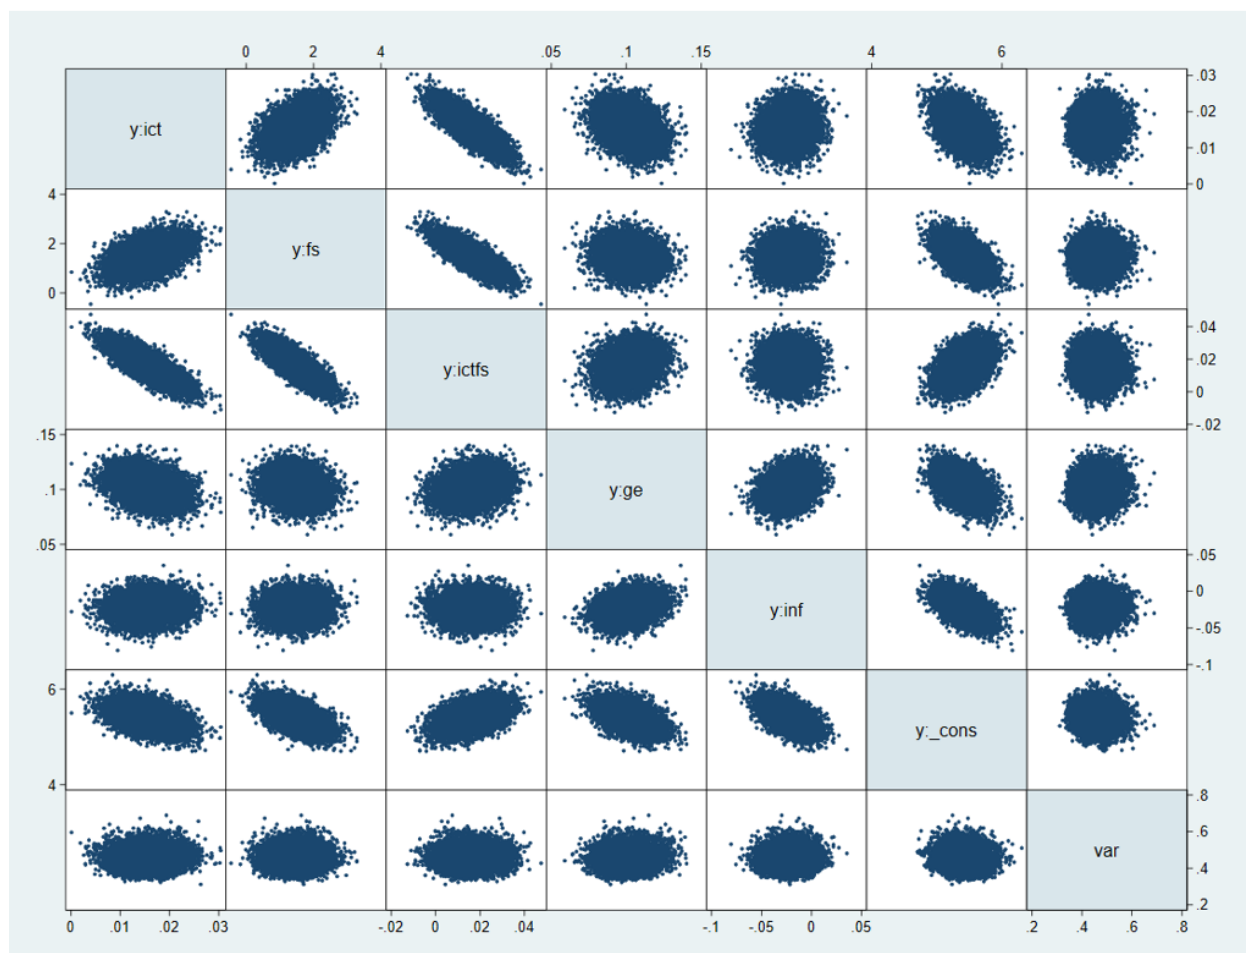 0 2 4 .05 .1 .15 4 6
y:ict
.03
.02
.01
0
4
2
0
y:fs
y:ictfs
.04
.02
0
-.02
.15
.1
.05
y:ge
y:inf
.05
0
-.05
-.1
6
4
y:_cons
var
.8
.6
.4
.2
0 .01 .02 .03 -.02 0 .02 .04 -.1 -.05 0 .05 .2 .4 .6 .8